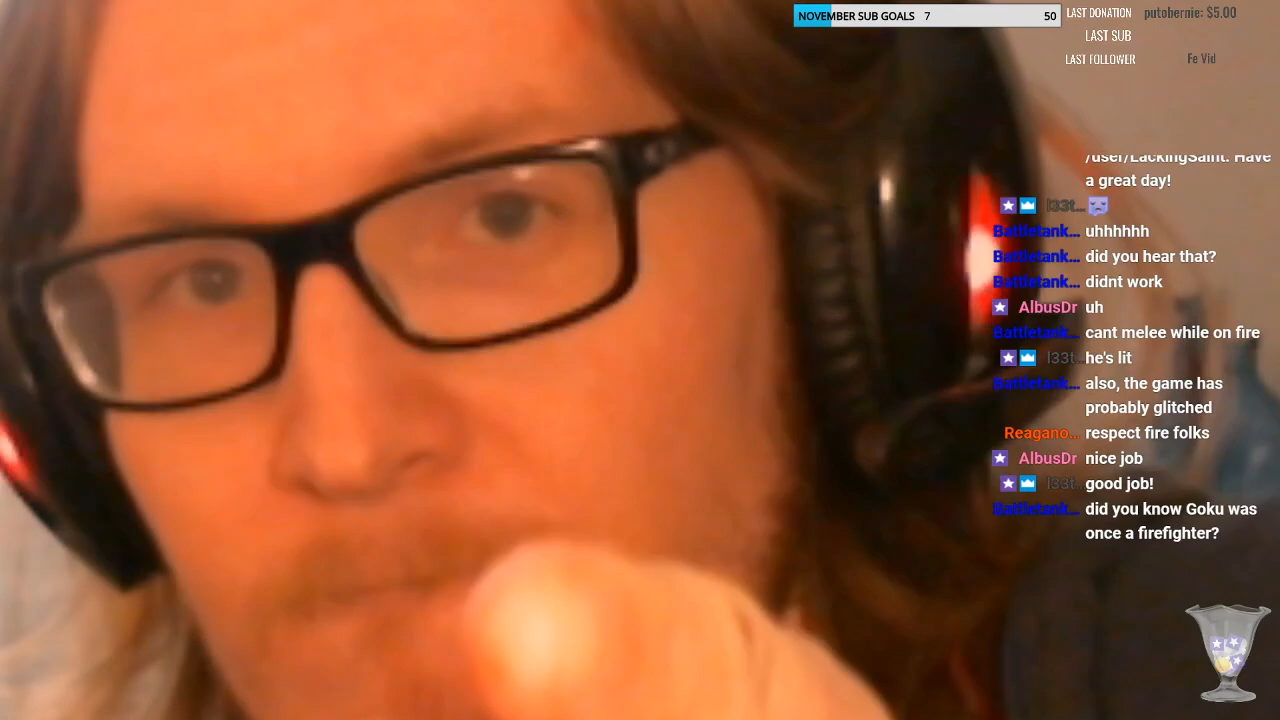 NOVEMBER SUB GOALS 7 50
LAST DONATION putobernie: $5.00
LAST SUB
LAST FOLLOWER Fe Vid
/user/LackingSaint. Have
a great day!
l33t...
Battletank... uhhhhhh
Battletank... did you hear that?
Battletank... didnt work
AlbusDr uh
Battletank... cant melee while on fire
l33t... he's lit
Battletank... also, the game has
probably glitched
Reagano... respect fire folks
AlbusDr nice job
l33t... good job!
Battletank... did you know Goku was
once a firefighter?